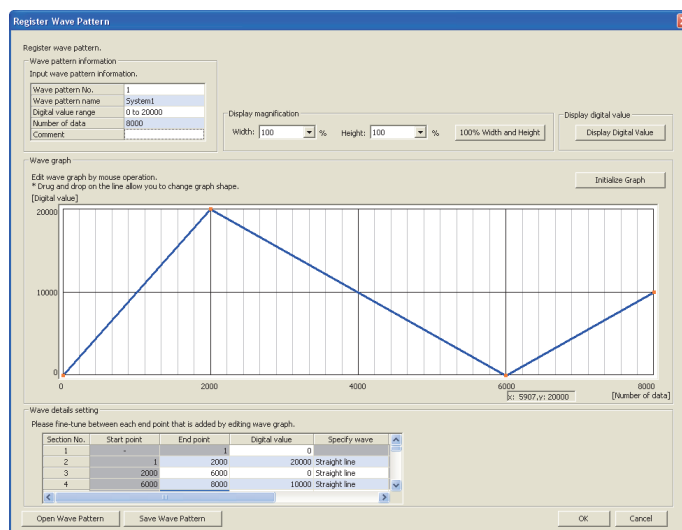 Register Wave Pattern
Register wave pattern.
Wave pattern information
Input wave pattern information.
Wave pattern No. 1
Wave pattern name System1
Digital value range 0 to 20000
Number of data 8000
Comment
Display magnification
Width: 100 % Height: 100 % 100% Width and Height
Display digital value
Display Digital Value
Wave graph
Edit wave graph by mouse operation.
* Drug and drop on the line allow you to change graph shape.
Initialize Graph
[Digital value]
20000
10000
0
0 2000 4000 6000 8000
x: 5907,y: 20000
[Number of data]
Wave details setting
Please fine-tune between each end point that is added by editing wave graph.
Section No. Start point End point Digital value Specify wave
1 - 1 0
2 1 2000 20000 Straight line
3 2000 6000 0 Straight line
4 6000 8000 10000 Straight line
Open Wave Pattern Save Wave Pattern OK Cancel